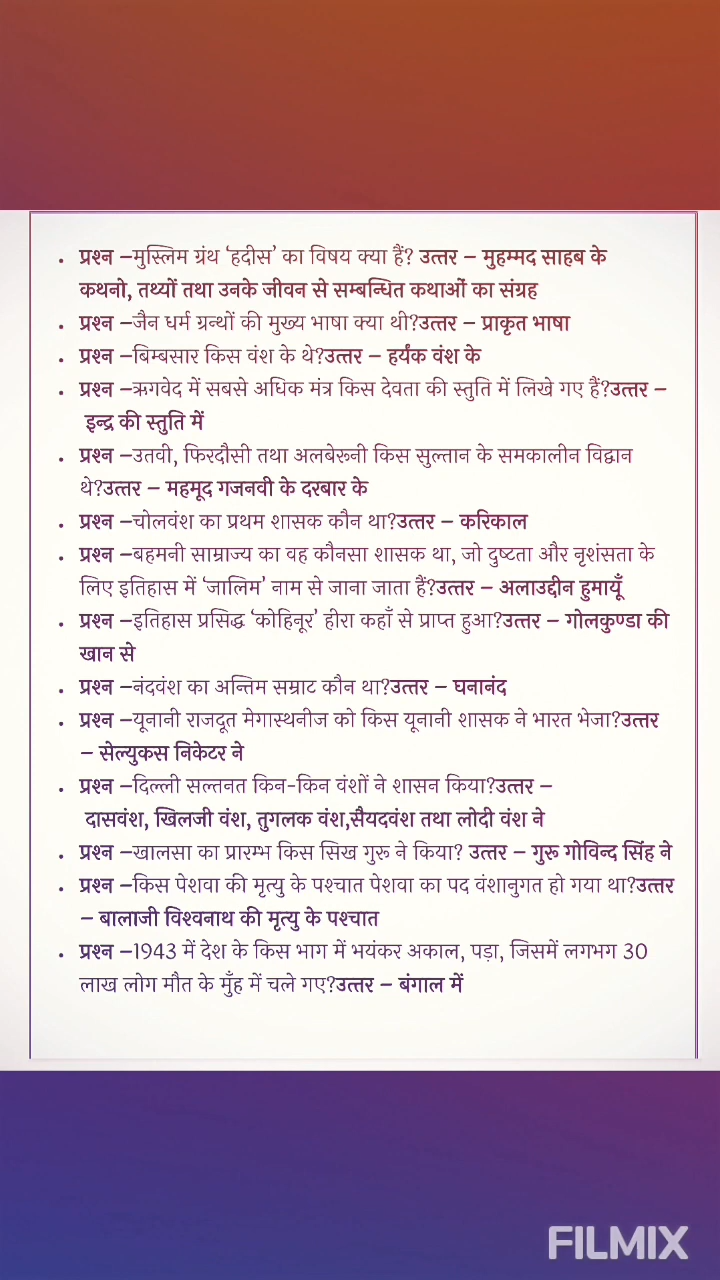 • प्रश्न –मुस्लिम ग्रंथ ‘हदीस’ का विषय क्या हैं? उत्तर – मुहम्मद साहब के
कथनो, तथ्यों तथा उनके जीवन से सम्बन्धित कथाओं का संग्रह
• प्रश्न –जैन धर्म ग्रन्थों की मुख्य भाषा क्या थी?उत्तर – प्राकृत भाषा
• प्रश्न –बिम्बसार किस वंश के थे?उत्तर – हर्यंक वंश के
• प्रश्न –ऋगवेद में सबसे अधिक मंत्र किस देवता की स्तुति में लिखे गए हैं?उत्तर –
इन्द्र की स्तुति में
• प्रश्न –उतवी, फिरदौसी तथा अलबेरूनी किस सुल्तान के समकालीन विद्वान
थे?उत्तर – महमूद गजनवी के दरबार के
• प्रश्न –चोलवंश का प्रथम शासक कौन था?उत्तर – करिकाल
• प्रश्न –बहमनी साम्राज्य का वह कौनसा शासक था, जो दुष्टता और नृशंसता के
लिए इतिहास में ‘जालिम’ नाम से जाना जाता हैं?उत्तर – अलाउद्दीन हुमायूँ
• प्रश्न –इतिहास प्रसिद्ध ‘कोहिनूर’ हीरा कहाँ से प्राप्त हुआ?उत्तर – गोलकुण्डा की
खान से
• प्रश्न –नंदवंश का अन्तिम सम्राट कौन था?उत्तर – घनानंद
• प्रश्न –यूनानी राजदूत मेगास्थनीज को किस यूनानी शासक ने भारत भेजा?उत्तर
– सेल्युकस निकेटर ने
• प्रश्न –दिल्ली सल्तनत किन-किन वंशों ने शासन किया?उत्तर –
दासवंश, खिलजी वंश, तुगलक वंश,सैयदवंश तथा लोदी वंश ने
• प्रश्न –खालसा का प्रारम्भ किस सिख गुरू ने किया? उत्तर – गुरू गोविन्द सिंह ने
• प्रश्न –किस पेशवा की मृत्यु के पश्चात पेशवा का पद वंशानुगत हो गया था?उत्तर
– बालाजी विश्वनाथ की मृत्यु के पश्चात
• प्रश्न –1943 में देश के किस भाग में भयंकर अकाल, पड़ा, जिसमें लगभग 30
लाख लोग मौत के मुँह में चले गए?उत्तर – बंगाल में
FILMIX